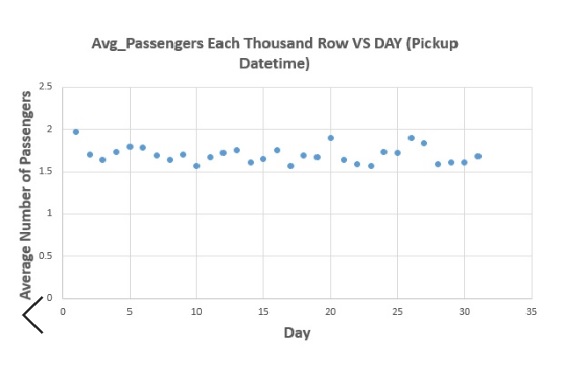 Avg_Passengers Each Thousand Row VS DAY (Pickup
Datetime)
Average Number of Passengers
2.5
2
1.5
1
0.5
0
0 5 10 15 20 25 30 35
Day